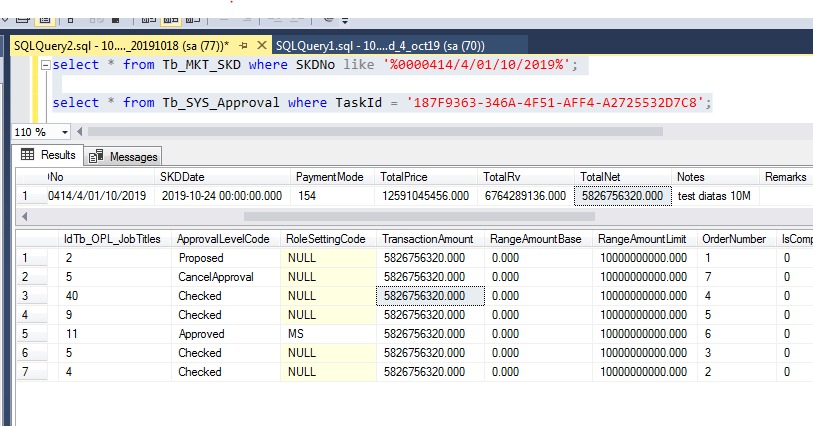 SQLQuery2.sql - 10...._20191018 (sa (77))* SQLQuery1.sql - 10....d_4_oct19 (sa (70))
select * from Tb_MKT_SKD where SKDNo like '%0000414/4/01/10/2019%';
select * from Tb_SYS_Approval where TaskId = '187F9363-346A-4F51-AFF4-A2725532D7C8';
110 %
Results Messages
No SKDDate PaymentMode TotalPrice TotalRv TotalNet Notes Remarks
1 0414/4/01/10/2019 2019-10-24 00:00:00.000 154 12591045456.000 6764289136.000 5826756320.000 test diatas 10M
IdTb_OPL_JobTitles ApprovalLevelCode RoleSettingCode TransactionAmount RangeAmountBase RangeAmountLimit OrderNumber IsComp
1 2 Proposed NULL 5826756320.000 0.000 10000000000.000 1 0
2 5 CancelApproval NULL 5826756320.000 0.000 10000000000.000 7 0
3 40 Checked NULL 5826756320.000 0.000 10000000000.000 4 0
4 9 Checked NULL 5826756320.000 0.000 10000000000.000 5 0
5 11 Approved MS 5826756320.000 0.000 10000000000.000 6 0
6 5 Checked NULL 5826756320.000 0.000 10000000000.000 3 0
7 4 Checked NULL 5826756320.000 0.000 10000000000.000 2 0